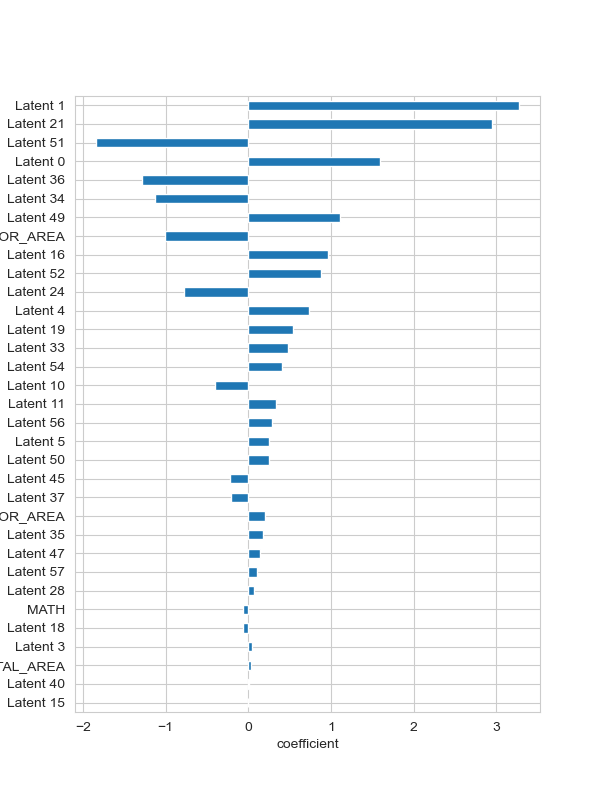 Latent 1
Latent 21
Latent 51
Latent 0
Latent 36
Latent 34
Latent 49
OR_AREA
Latent 16
Latent 52
Latent 24
Latent 4
Latent 19
Latent 33
Latent 54
Latent 10
Latent 11
Latent 56
Latent 5
Latent 50
Latent 45
Latent 37
OR_AREA
Latent 35
Latent 47
Latent 57
Latent 28
MATH
Latent 18
Latent 3
TAL_AREA
Latent 40
Latent 15
−2 −1 0 1 2 3
coefficient